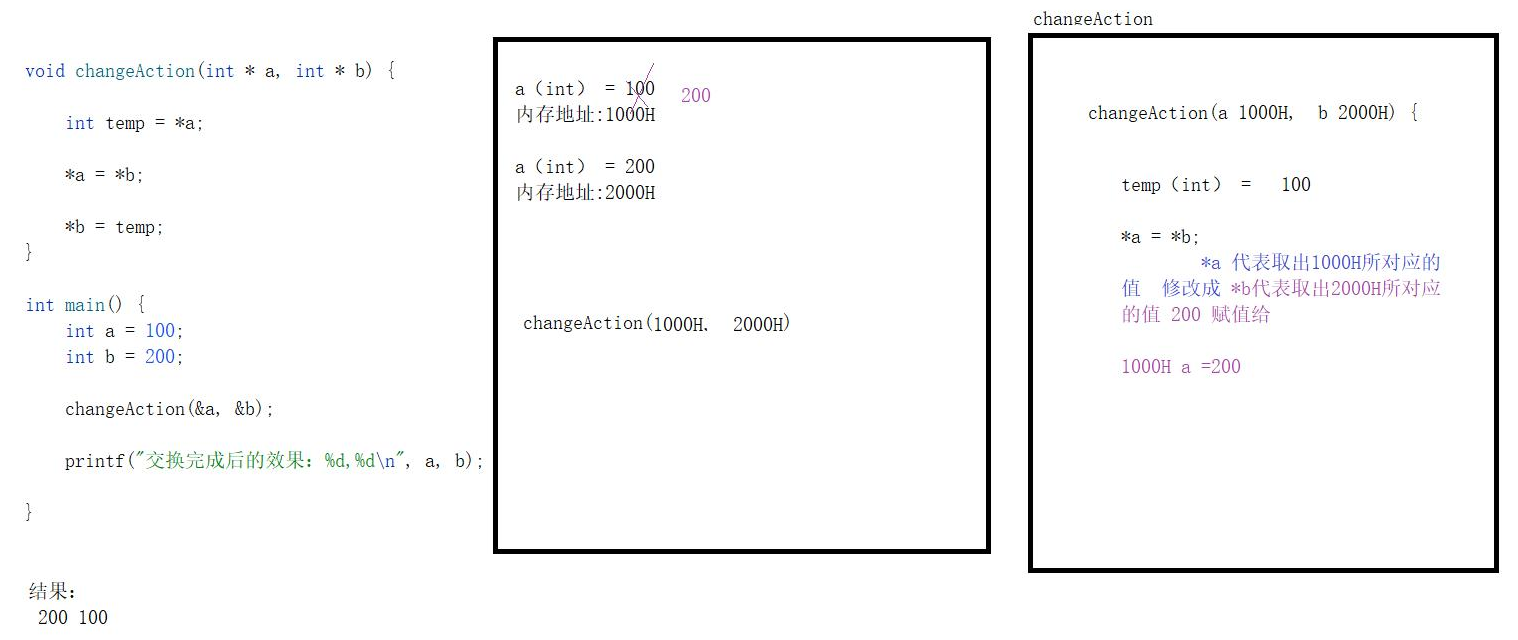 void changeAction(int * a, int * b) {
int temp = *a;
*a = *b;
*b = temp;
}
int main() {
int a = 100;
int b = 200;
changeAction(&a, &b);
printf("交换完成后的效果：%d,%d\n", a, b);
}
结果：
200 100
a（int） = 100 200
内存地址:1000H
a（int） = 200
内存地址:2000H
changeAction(1000H, 2000H)
changeAction
changeAction(a 1000H, b 2000H) {
temp（int） = 100
*a = *b;
*a 代表取出1000H所对应的
值 修改成 *b代表取出2000H所对应
的值 200 赋值给
1000H a =200